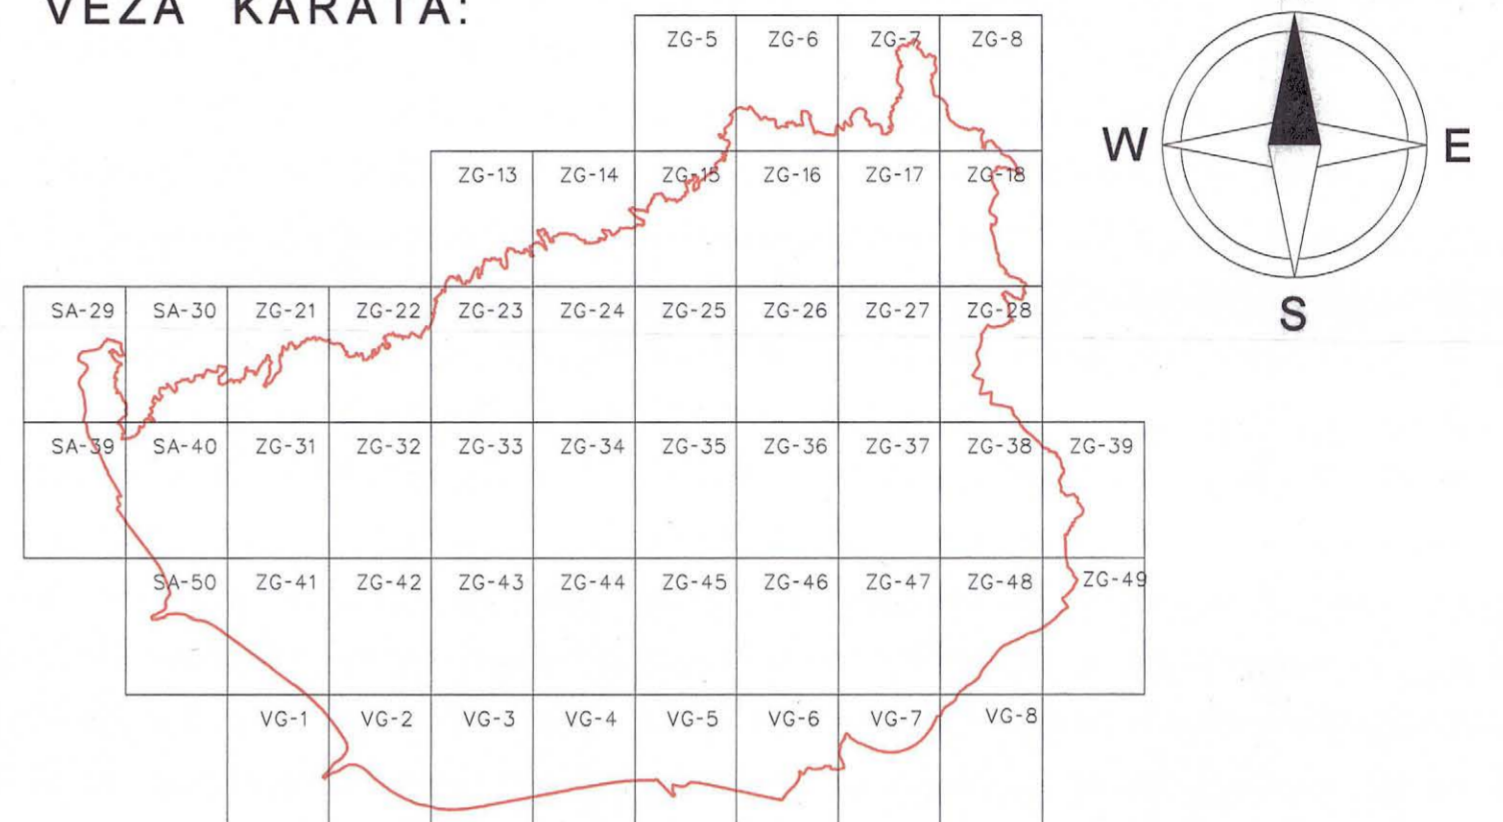 VEZA KARATA:
ZG-5 ZG-6 ZG-7 ZG-8
W E
S
ZG-13 ZG-14 ZG-15 ZG-16 ZG-17 ZG-18
SA-29 SA-30 ZG-21 ZG-22 ZG-23 ZG-24 ZG-25 ZG-26 ZG-27 ZG-28
SA-39 SA-40 ZG-31 ZG-32 ZG-33 ZG-34 ZG-35 ZG-36 ZG-37 ZG-38 ZG-39
SA-50 ZG-41 ZG-42 ZG-43 ZG-44 ZG-45 ZG-46 ZG-47 ZG-48 ZG-49
VG-1 VG-2 VG-3 VG-4 VG-5 VG-6 VG-7 VG-8